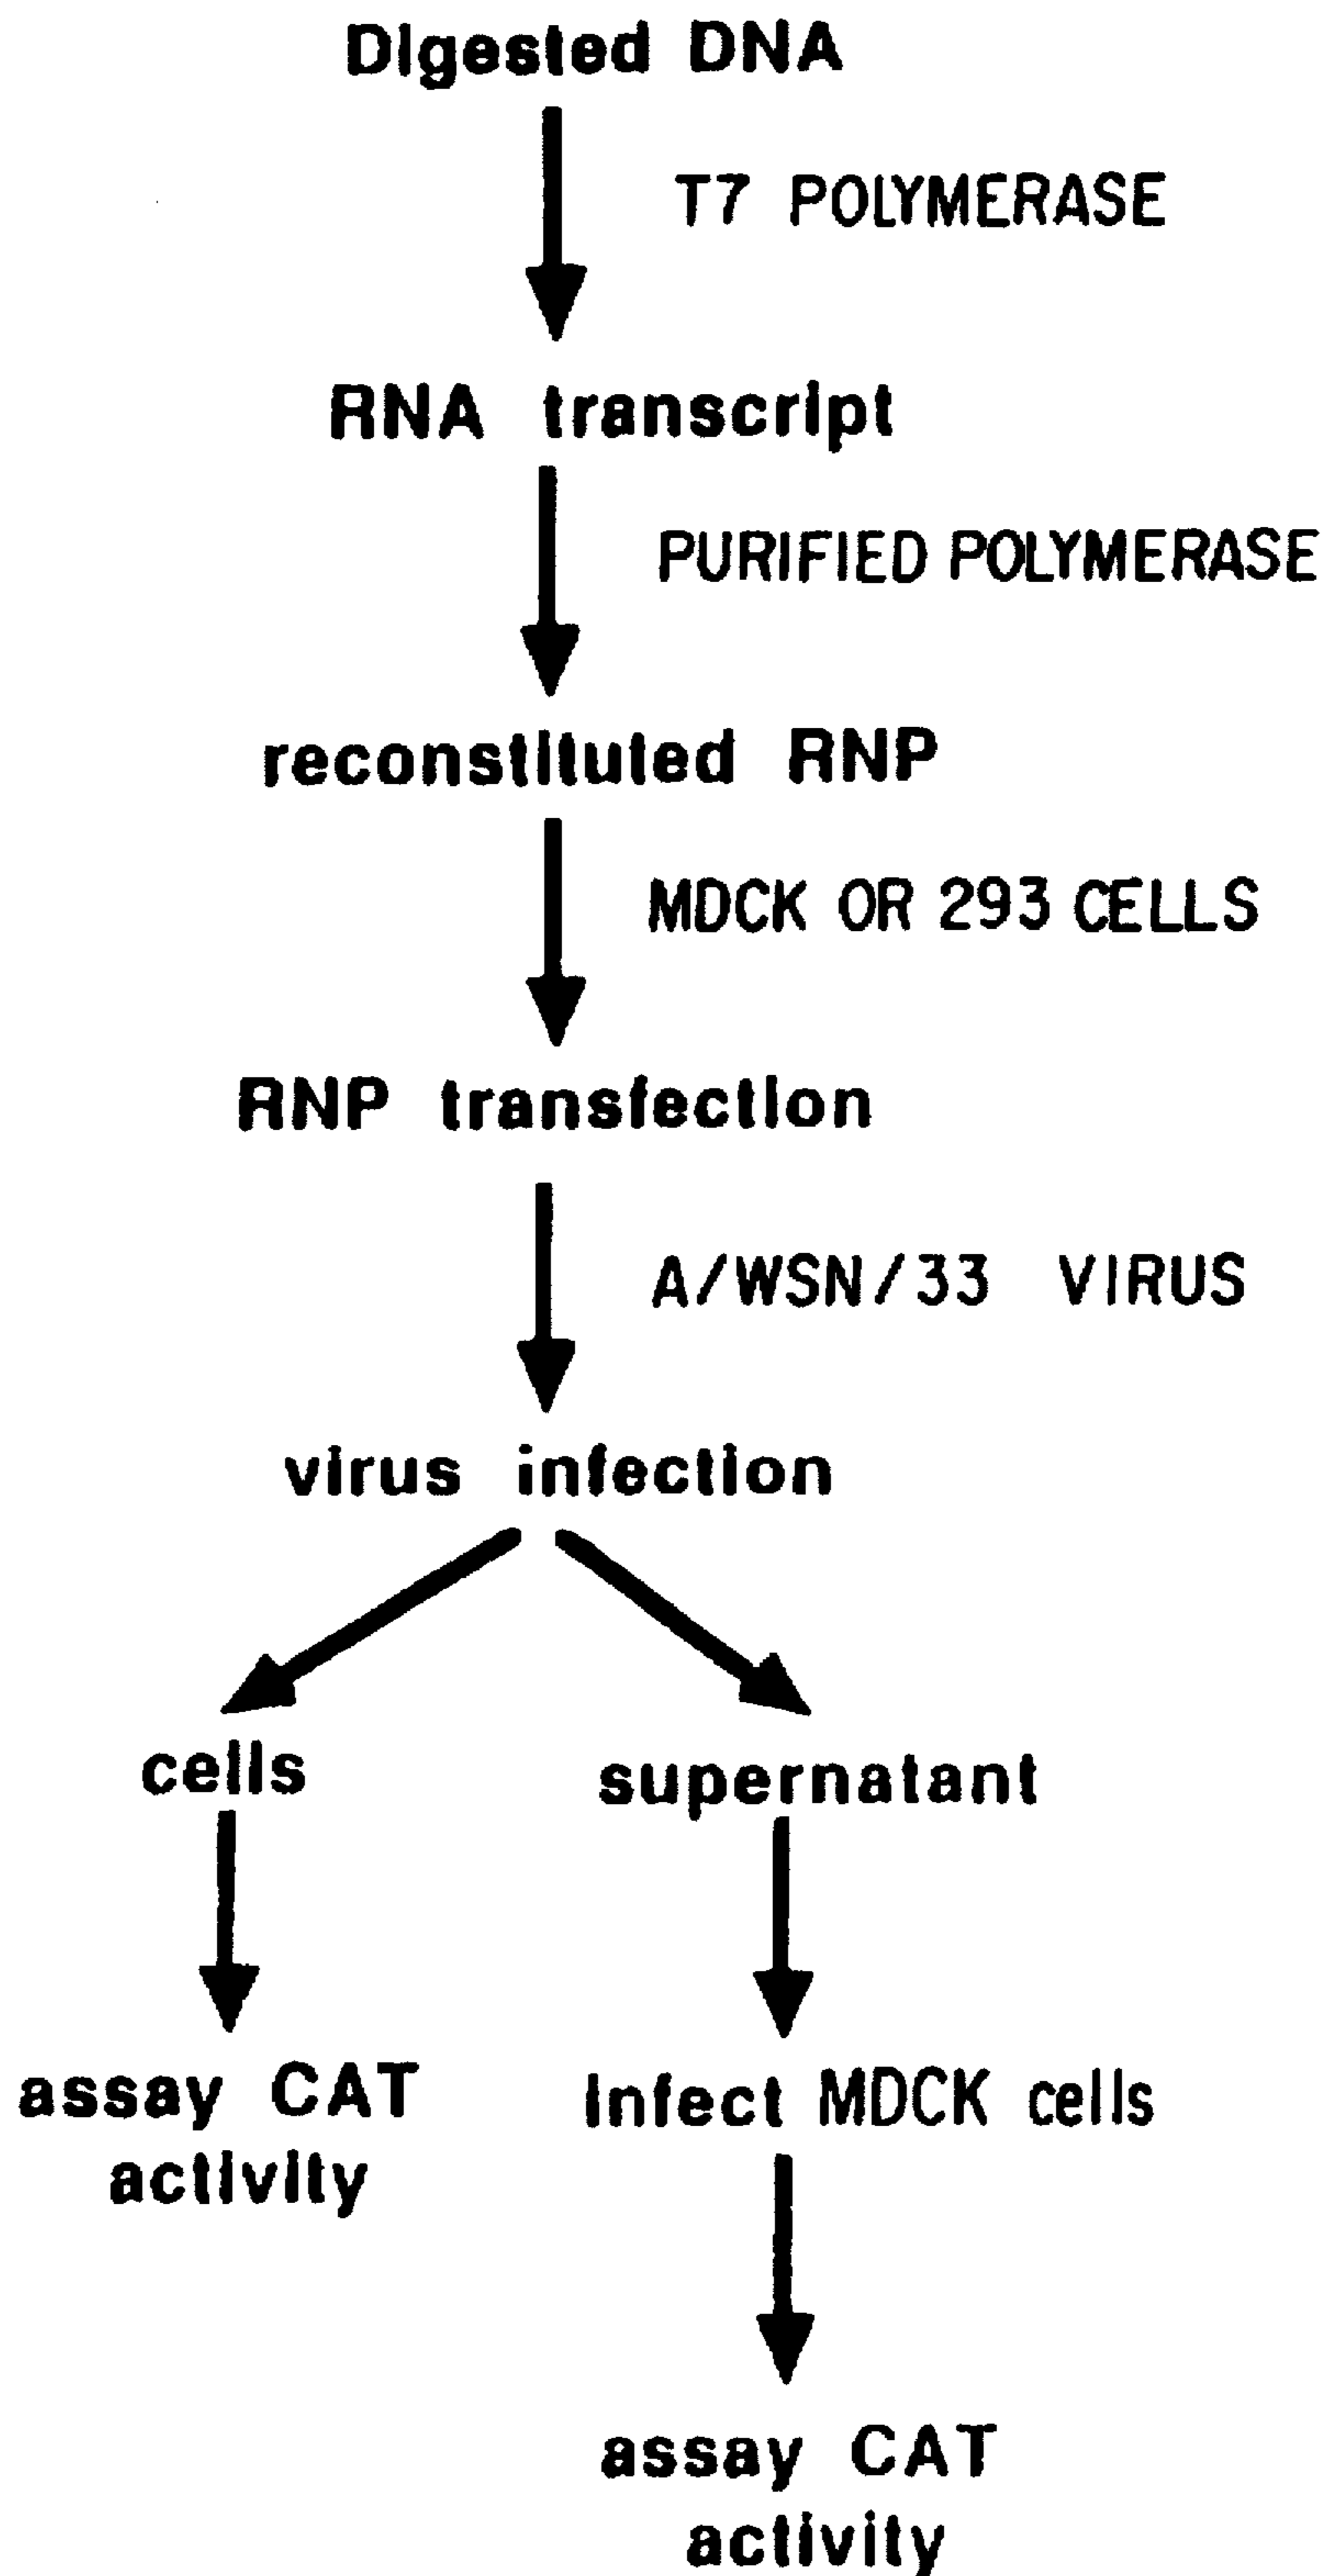 Digested DNA
T7 POLYMERASE
RNA transcript
PURIFIED POLYMERASE
reconstituted RNP
MDCK OR 293 CELLS
RNP transfection
A/WSN/33 VIRUS
virus infection
cells
supernatant
assay CAT
activity
Infect MDCK cells
assay CAT
activity